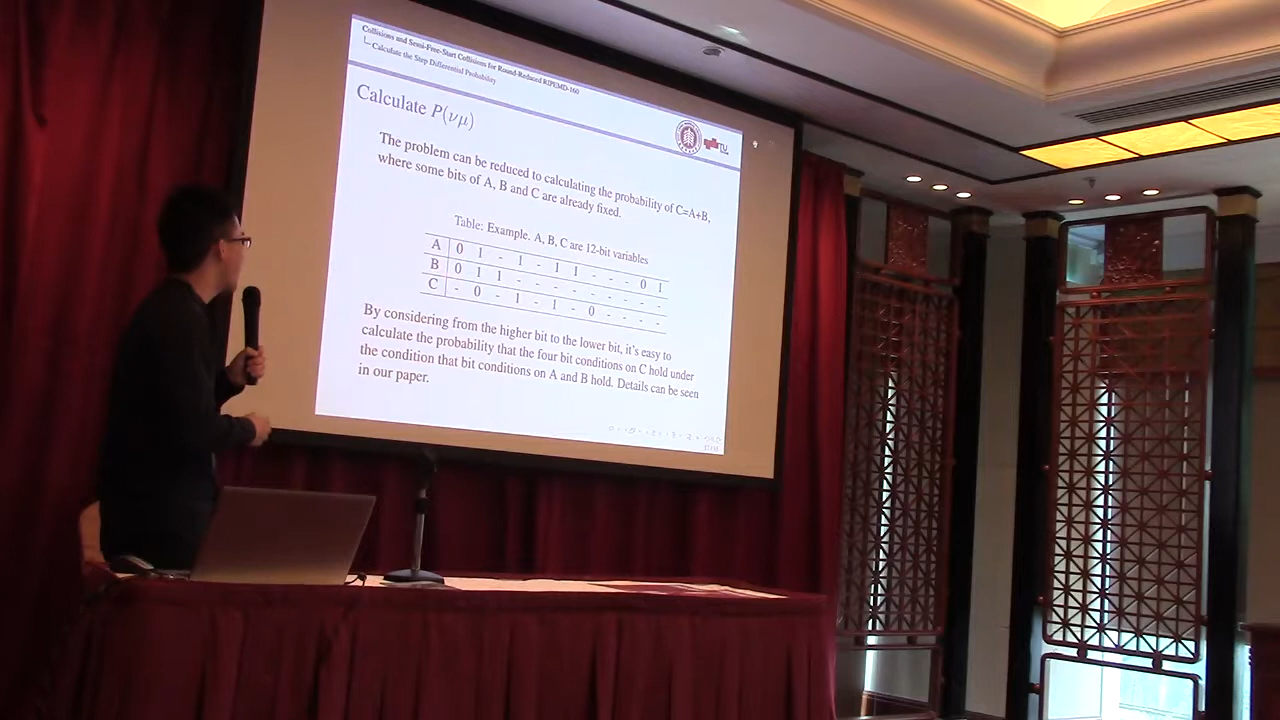 Collisions and Semi-Free-Start Collisions for Round-Reduced RIPEMD-160
Calculate the Step Differential Probability
Calculate P(νμ)
The problem can be reduced to calculating the probability of C=A+B,
where some bits of A, B and C are already fixed.
Table: Example. A, B, C are 12-bit variables
A 0 1 - 1 - 1 1 - - - 0 1
B 0 1 1 - - - - - - - - -
C - 0 - 1 - 1 - 0 - - - -
By considering from the higher bit to the lower bit, it's easy to
calculate the probability that the four bit conditions on C hold under
the condition that bit conditions on A and B hold. Details can be seen
in our paper.